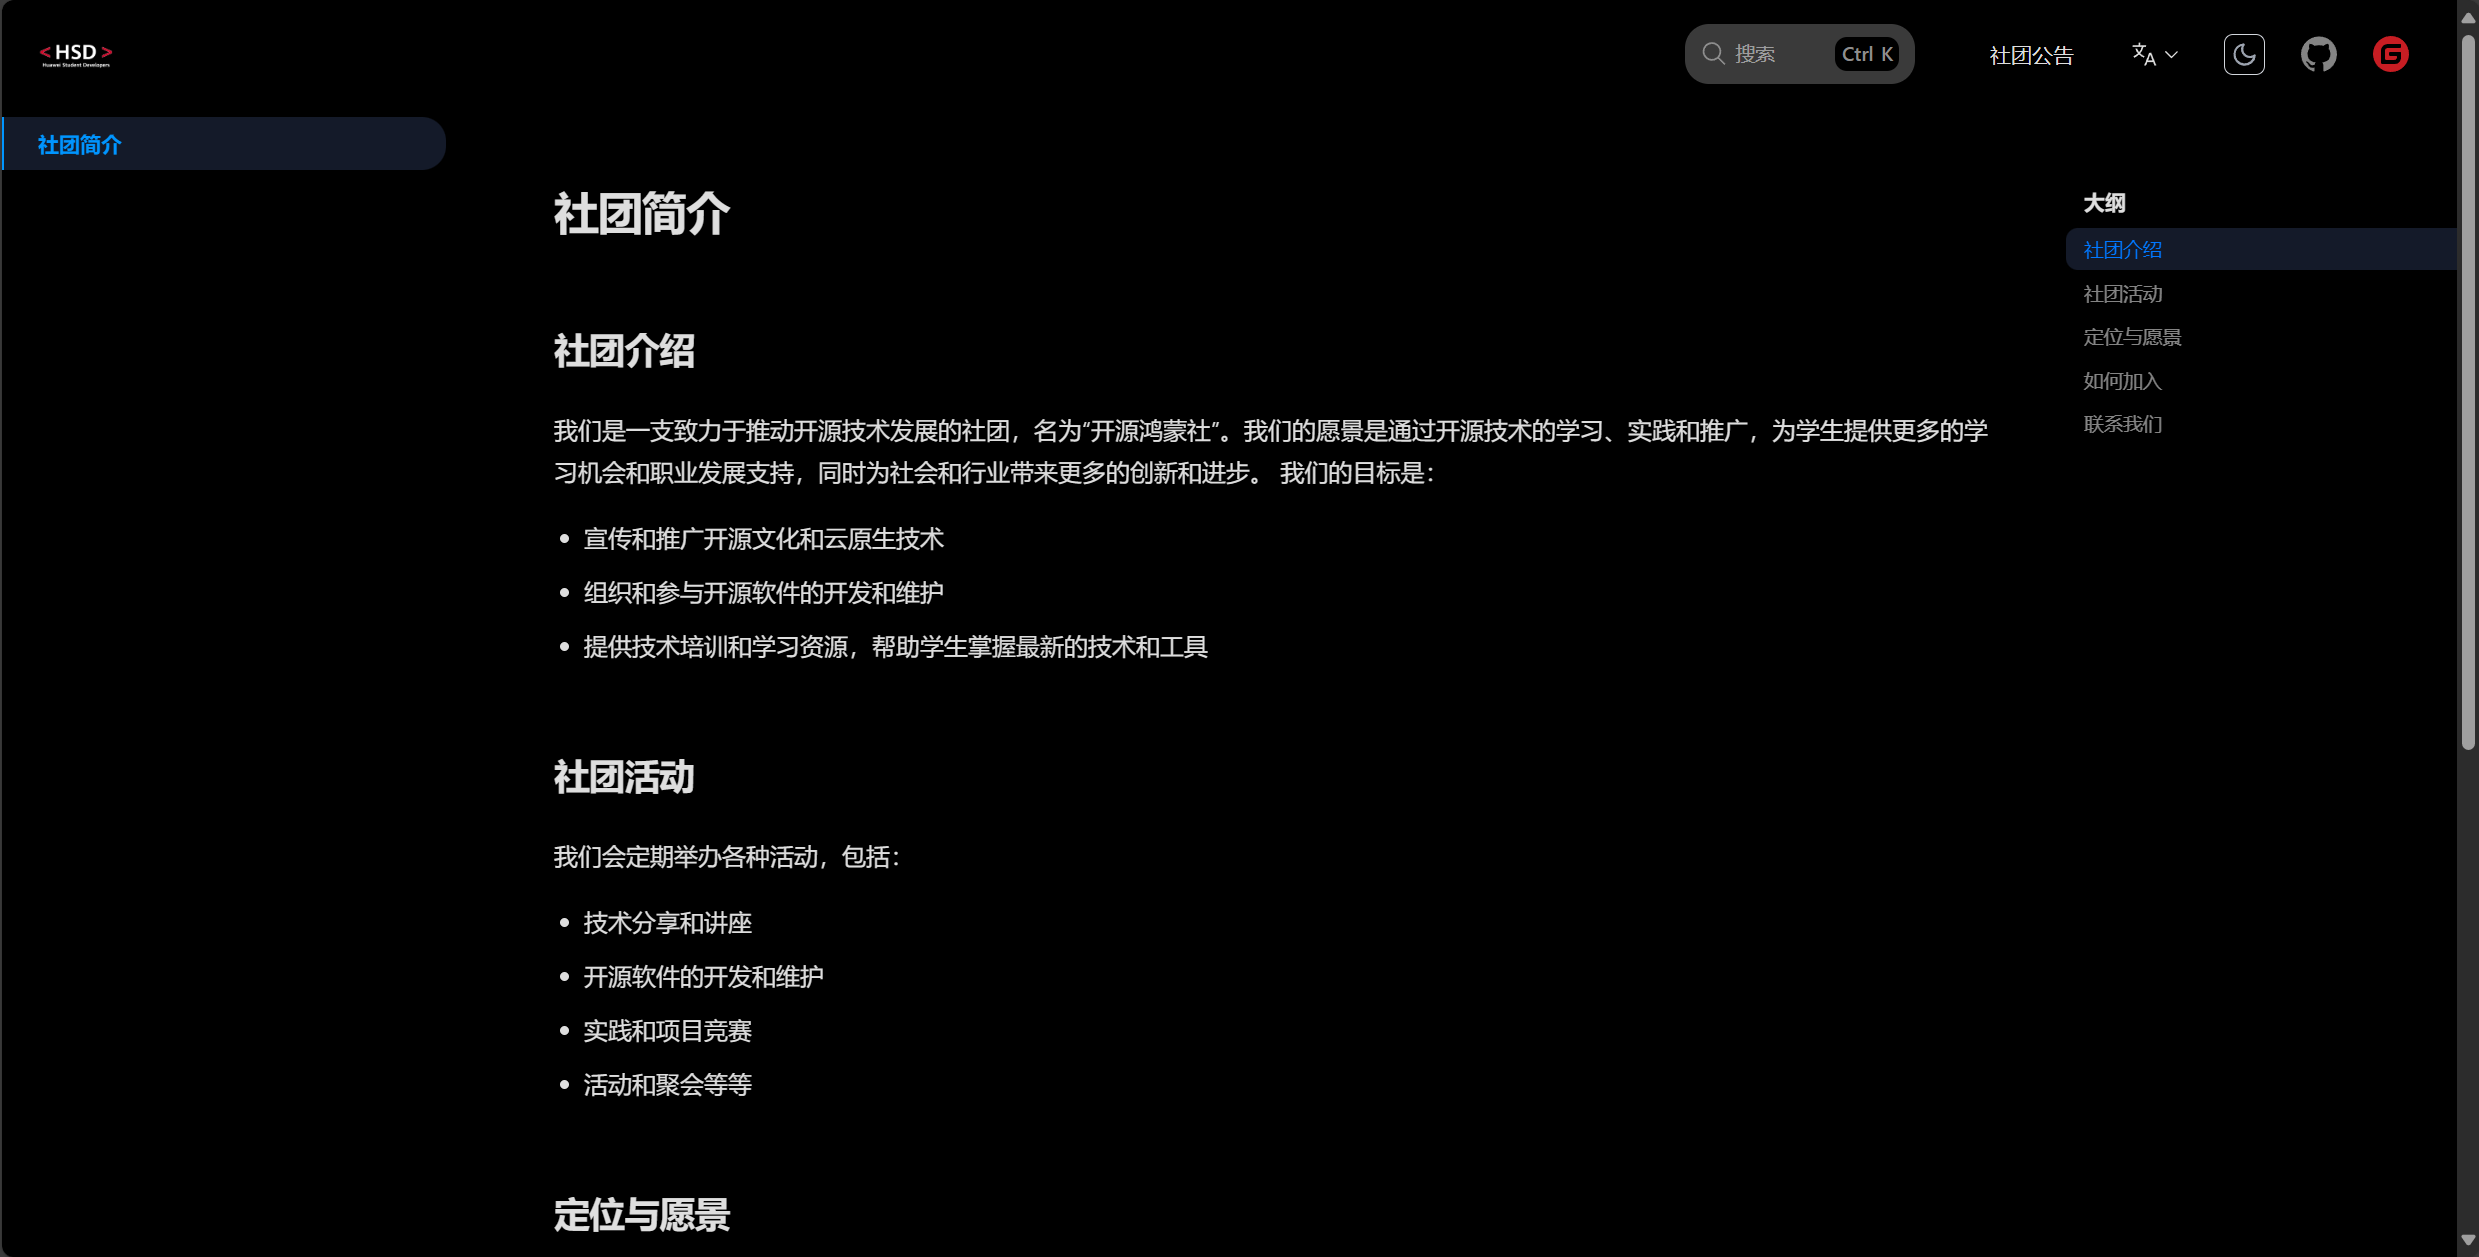 <HSD>
Huawei Student Developers
搜索
Ctrl K
社团公告
社团简介
社团简介
社团介绍
我们是一支致力于推动开源技术发展的社团，名为“开源鸿蒙社”。我们的愿景是通过开源技术的学习、实践和推广，为学生提供更多的学
习机会和职业发展支持，同时为社会和行业带来更多的创新和进步。 我们的目标是：
• 宣传和推广开源文化和云原生技术
• 组织和参与开源软件的开发和维护
• 提供技术培训和学习资源，帮助学生掌握最新的技术和工具
社团活动
我们会定期举办各种活动，包括：
• 技术分享和讲座
• 开源软件的开发和维护
• 实践和项目竞赛
• 活动和聚会等等
定位与愿景
大纲
社团介绍
社团活动
定位与愿景
如何加入
联系我们